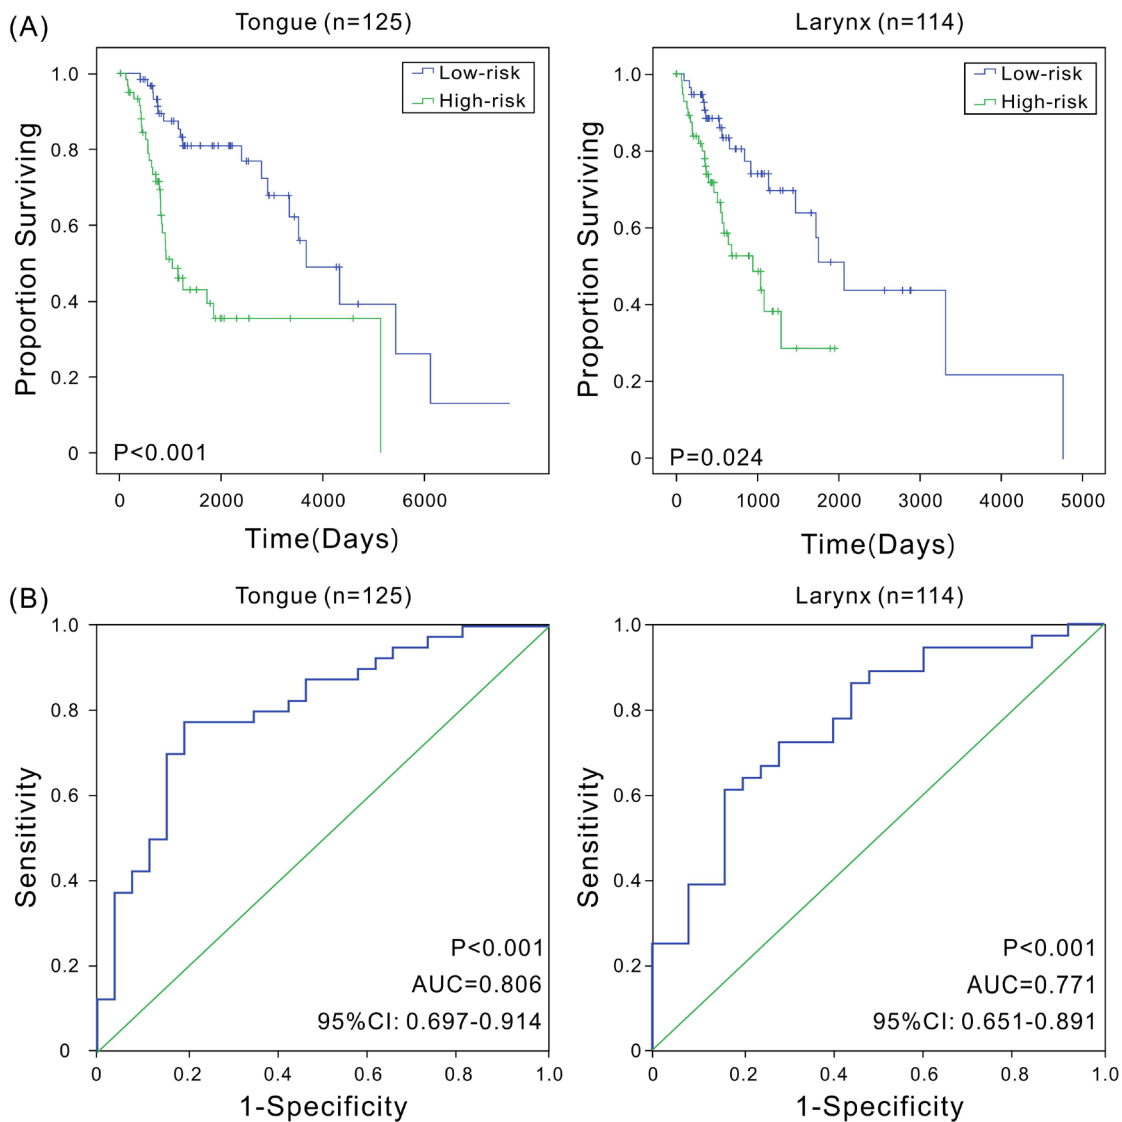 (A)
Tongue (n=125)
Proportion Surviving
1.0
0.8
0.6
0.4
0.2
0
Low-risk
High-risk
P<0.001
0 2000 4000 6000
Time(Days)
Larynx (n=114)
Proportion Surviving
1.0
0.8
0.6
0.4
0.2
0
Low-risk
High-risk
P=0.024
0 1000 2000 3000 4000 5000
Time(Days)
(B)
Tongue (n=125)
Sensitivity
1.0
0.8
0.6
0.4
0.2
0
P<0.001
AUC=0.806
95%CI: 0.697-0.914
0 0.2 0.4 0.6 0.8 1.0
1-Specificity
Larynx (n=114)
Sensitivity
1.0
0.8
0.6
0.4
0.2
0
P<0.001
AUC=0.771
95%CI: 0.651-0.891
0 0.2 0.4 0.6 0.8 1.0
1-Specificity